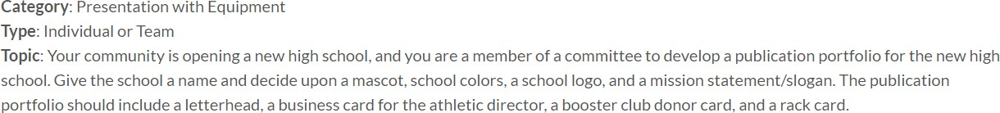 Category: Presentation with Equipment
Type: Individual or Team
Topic: Your community is opening a new high school, and you are a member of a committee to develop a publication portfolio for the new high
school. Give the school a name and decide upon a mascot, school colors, a school logo, and a mission statement/slogan. The publication
portfolio should include a letterhead, a business card for the athletic director, a booster club donor card, and a rack card.